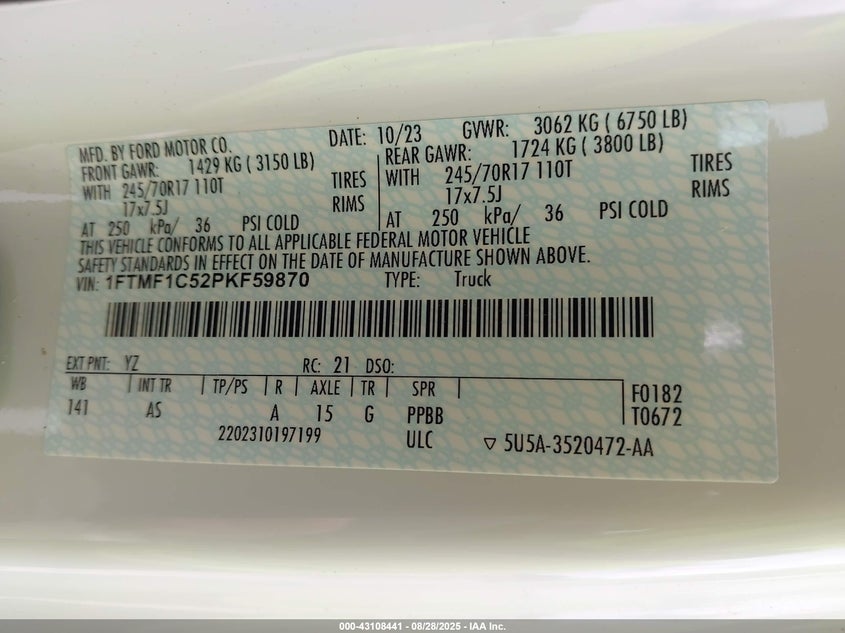 MFD. BY FORD MOTOR CO.
DATE: 10/23 GVWR: 3062 KG ( 6750 LB)
FRONT GAWR: 1429 KG ( 3150 LB)
WITH 245/70R17 110T TIRES
17x7.5J RIMS
AT 250 kPa/ 36 PSI COLD
REAR GAWR: 1724 KG ( 3800 LB)
WITH 245/70R17 110T TIRES
17x7.5J RIMS
AT 250 kPa/ 36 PSI COLD
THIS VEHICLE CONFORMS TO ALL APPLICABLE FEDERAL MOTOR VEHICLE
SAFETY STANDARDS IN EFFECT ON THE DATE OF MANUFACTURE SHOWN ABOVE.
VIN: 1FTMF1C52PKF59870 TYPE: Truck
EXT PNT: YZ RC: 21 DSO:
WB INT TR TP/PS R AXLE TR SPR
141 AS A 15 G PPBB
F0182
T0672
2202310197199 ULC ▽ 5U5A-3520472-AA
000-43108441 - 08/28/2025 - IAA Inc.